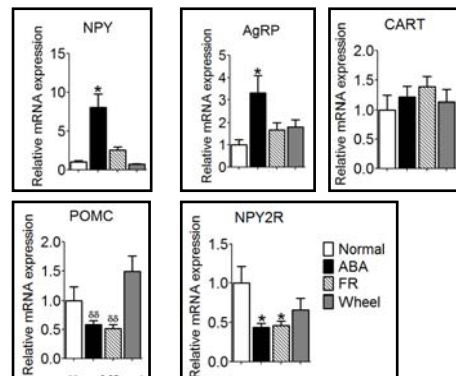 NPY
Relative mRNA expression
15
10
5
0
*
AgRP
Relative mRNA expression
5
4
3
2
1
0
*
CART
Relative mRNA expression
2.0
1.5
1.0
0.5
0.0
POMC
Relative mRNA expression
2.0
1.5
1.0
0.5
0.0
δδ
δδ
NPY2R
Relative mRNA expression
1.5
1.0
0.5
0.0
*
*
Normal
ABA
FR
Wheel